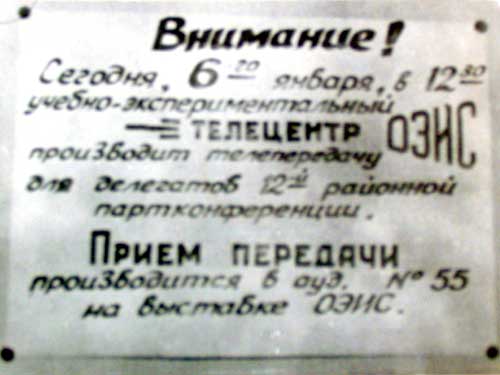 Внимание!
Сегодня, 6-го января, в 12 00
учебно-экспериментальный
ТЕЛЕЦЕНТР ОЭИС
производит телепередачу
для делегатов 12-й районной
партконференции.
ПРИЕМ ПЕРЕДАЧИ
производится в ауд. № 55
на выставке ОЭИС.